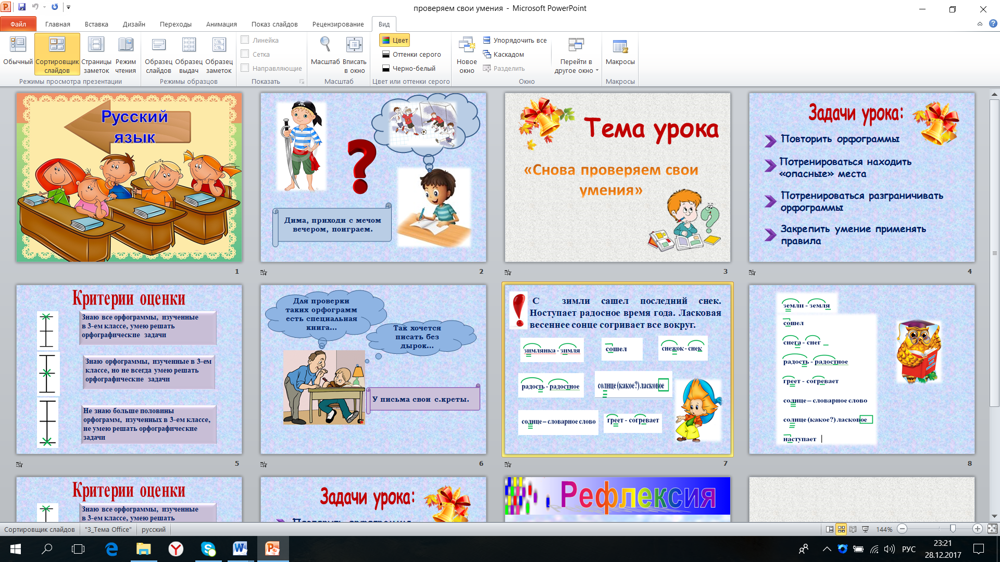 проверяем свои умения - Microsoft PowerPoint
Файл
Главная
Вставка
Дизайн
Переходы
Анимация
Показ слайдов
Рецензирование
Вид
Обычный
Сортировщик слайдов
Страницы заметок
Режим чтения
Режимы просмотра презентации
Образец слайдов
Образец выдач
Образец заметок
Режимы образцов
Линейка
Сетка
Направляющие
Показать
Масштаб
Вписать в окно
Масштаб
Цвет
Оттенки серого
Черно-белый
Цвет или оттенки серого
Новое окно
Упорядочить все
Каскадом
Разделить
Перейти в другое окно
Окно
Макросы
Макросы
Русский
язык
1
Дима, приходи с мечом
вечером, поиграем.
2
Тема урока
«Снова проверяем свои
умения»
3
Задачи урока:
Повторить орфограммы
Потренироваться находить
«опасные» места
Потренироваться разграничивать
орфограммы
Закрепить умение применять
правила
4
Критерии оценки
Знаю все орфограммы, изученные
в 3-ем классе, умею решать
орфографические задачи
Знаю орфограммы, изученные в 3-ем
классе, но не всегда умею решать
орфографические задачи
Не знаю больше половины
орфограмм, изученных в 3-ем классе,
не умею решать орфографические
задачи
5
Для проверки
таких орфограмм
есть специальная
книга...
Так хочется
писать без
дырок...
У письма свои с.креты.
6
С зимли сашел последний снек.
Ноступает радосное время года. Ласковая
весеннее сонце согривает все вокруг.
зимлянка - зимля
сошел
снежок - снек
радость - радостное
солнце (какое?) ласковое
солнце – словарное слово
греет - согревает
7
земли - земля
сошел
снега - снег
радость - радостное
греет - согревает
солнце – словарное слово
солнце (какое?) ласковое
наступает
8
Критерии оценки
Знаю все орфограммы, изученные
в 3-ем классе, умею решать
Задачи урока:
Повторить орфограммы
Рефлексия
Сортировщик слайдов
"3_Тема Office"
русский
144%
РУС
23:21
28.12.2017